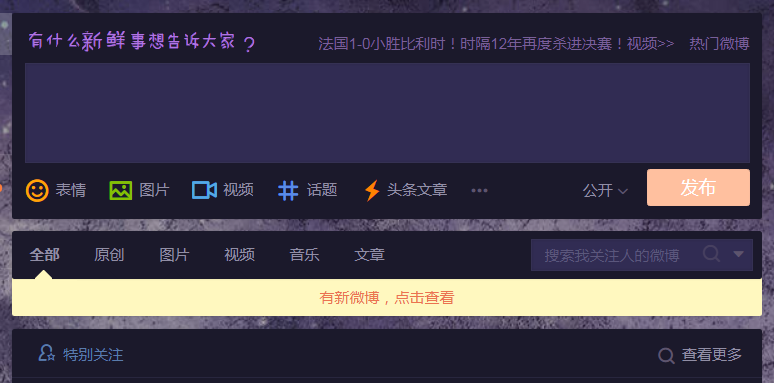 有什么新鲜事想告诉大家？ 法国1-0小胜比利时！时隔12年再度杀进决赛！视频>> 热门微博
表情 图片 视频 话题 头条文章 公开 发布
全部 原创 图片 视频 音乐 文章 搜索我关注人的微博
有新微博，点击查看
特别关注 查看更多